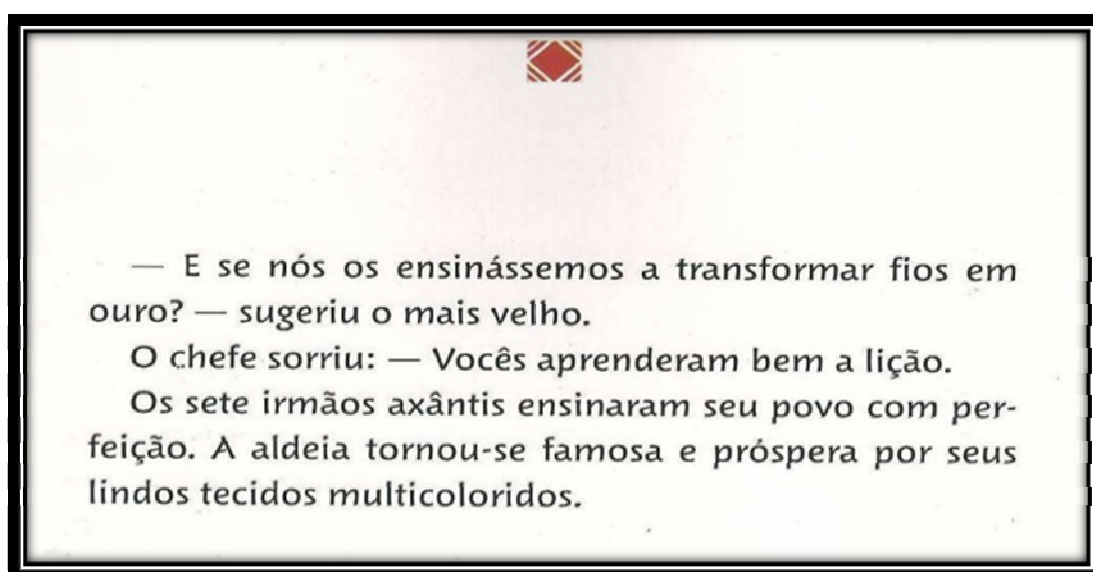 — E se nós os ensinássemos a transformar fios em
ouro? — sugeriu o mais velho.
O chefe sorriu: — Vocês aprenderam bem a lição.
Os sete irmãos axântis ensinaram seu povo com per-
feição. A aldeia tornou-se famosa e próspera por seus
lindos tecidos multicoloridos.